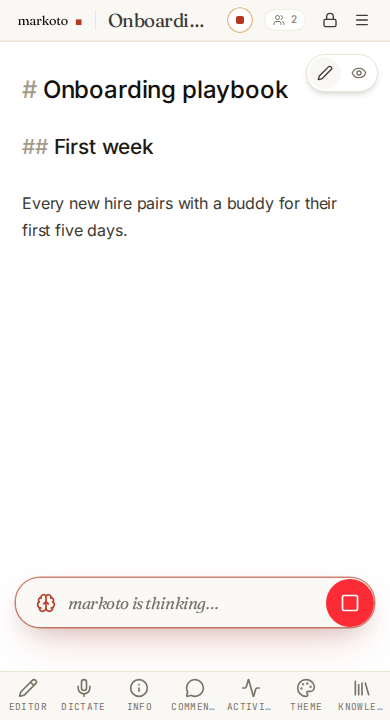 markoto
Onboardi...
2
# Onboarding playbook
## First week
Every new hire pairs with a buddy for their
first five days.
markoto is thinking...
EDITOR
DICTATE
INFO
COMMEN…
ACTIVI…
THEME
KNOWLE…